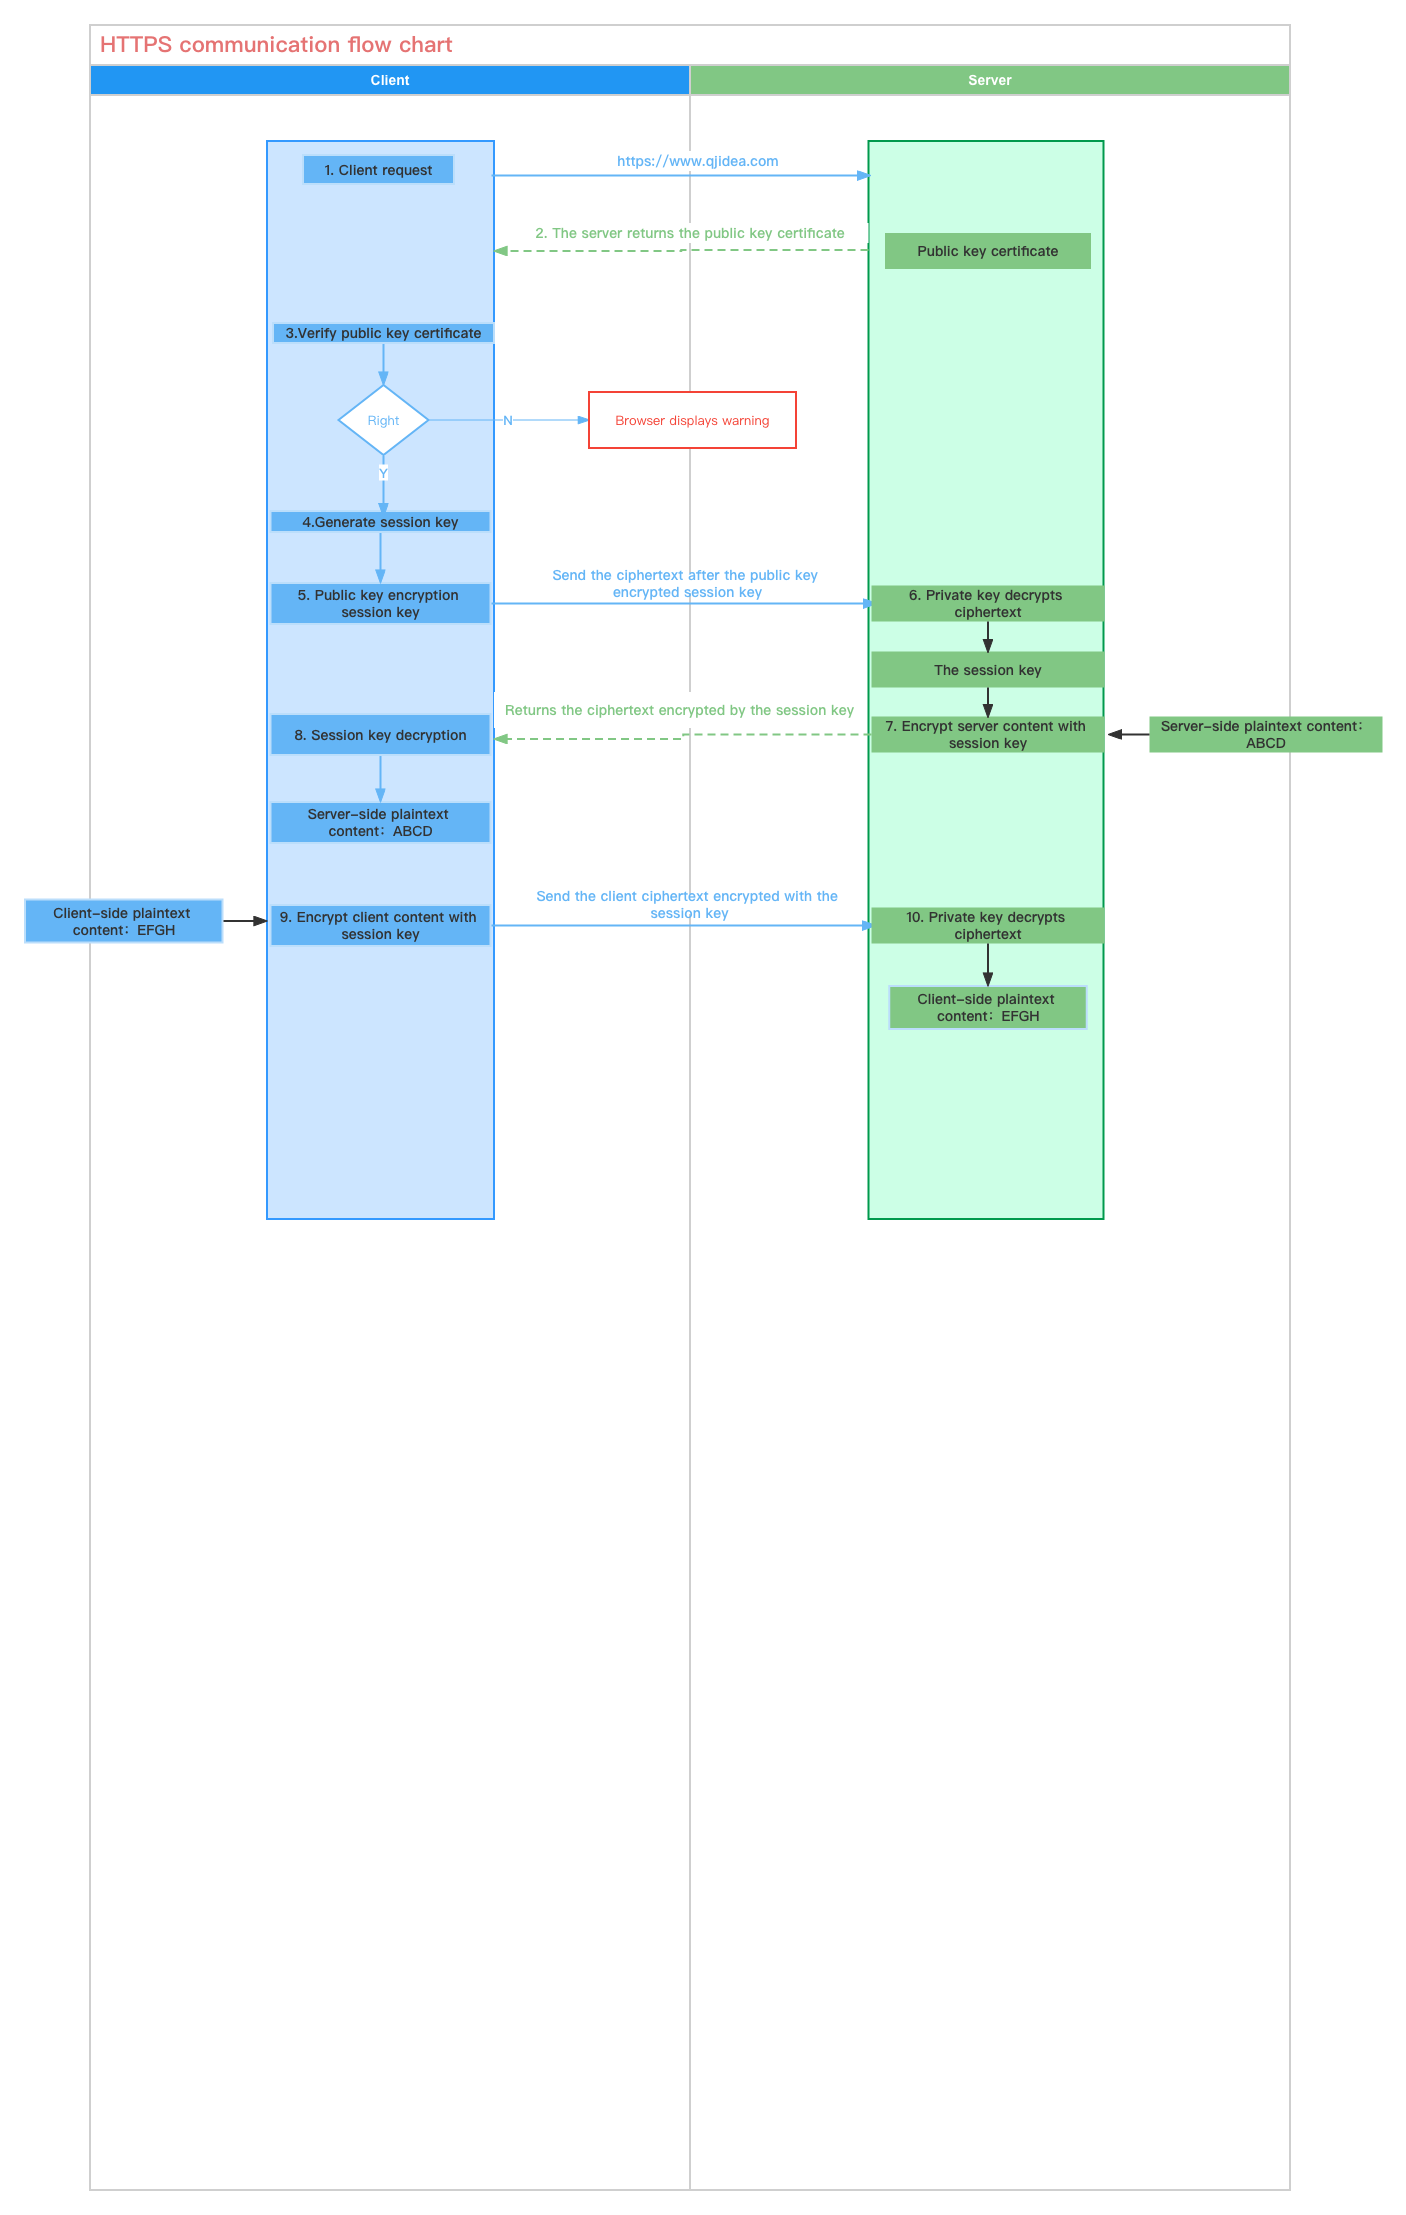 HTTPS communication flow chart
Client
Server
1. Client request
https://www.qjidea.com
2. The server returns the public key certificate
Public key certificate
3.Verify public key certificate
Right
N
Browser displays warning
Y
4.Generate session key
5. Public key encryption
session key
Send the ciphertext after the public key
encrypted session key
6. Private key decrypts
ciphertext
The session key
Returns the ciphertext encrypted by the session key
8. Session key decryption
7. Encrypt server content with
session key
Server-side plaintext content：
ABCD
Server-side plaintext
content：ABCD
Client-side plaintext
content：EFGH
9. Encrypt client content with
session key
Send the client ciphertext encrypted with the
session key
10. Private key decrypts
ciphertext
Client-side plaintext
content：EFGH